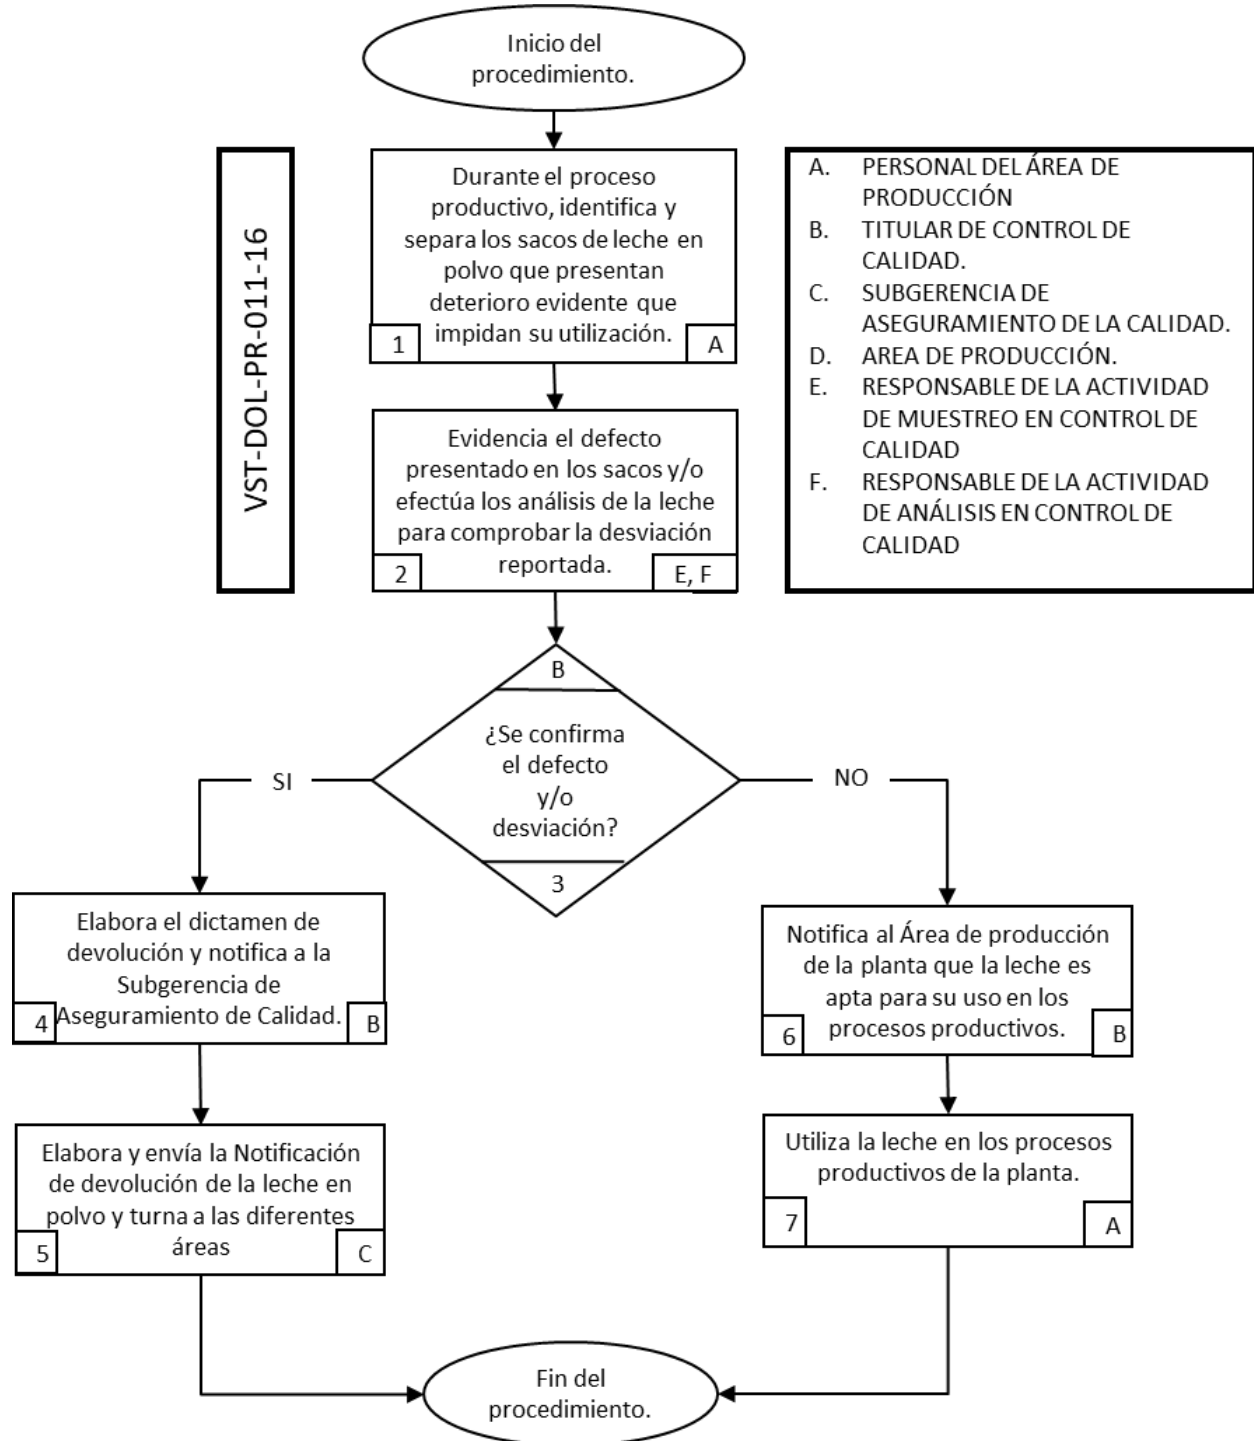 Inicio del
procedimiento.
VST-DOL-PR-011-16
Durante el proceso
productivo, identifica y
separa los sacos de leche en
polvo que presentan
deterioro evidente que
impidan su utilización.
1
A
A. PERSONAL DEL ÁREA DE
PRODUCCIÓN
B. TITULAR DE CONTROL DE
CALIDAD.
C. SUBGERENCIA DE
ASEGURAMIENTO DE LA CALIDAD.
D. AREA DE PRODUCCIÓN.
E. RESPONSABLE DE LA ACTIVIDAD
DE MUESTREO EN CONTROL DE
CALIDAD
F. RESPONSABLE DE LA ACTIVIDAD
DE ANÁLISIS EN CONTROL DE
CALIDAD
Evidencia el defecto
presentado en los sacos y/o
efectúa los análisis de la leche
para comprobar la desviación
reportada.
2
E, F
B
¿Se confirma
el defecto
y/o
desviación?
3
SI
NO
Elabora el dictamen de
devolución y notifica a la
Subgerencia de
Aseguramiento de Calidad.
4
B
Notifica al Área de producción
de la planta que la leche es
apta para su uso en los
procesos productivos.
6
B
Elabora y envía la Notificación
de devolución de la leche en
polvo y turna a las diferentes
áreas
5
C
Utiliza la leche en los procesos
productivos de la planta.
7
A
Fin del
procedimiento.